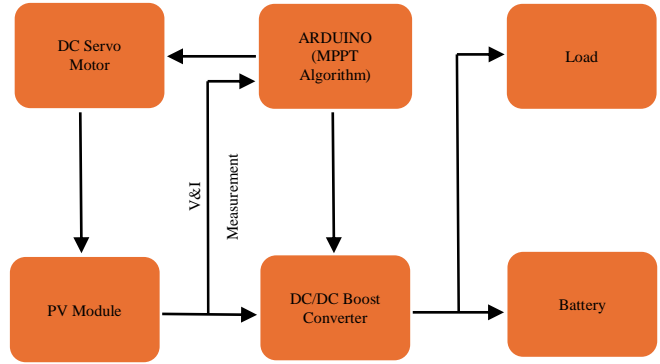 DC Servo
Motor
ARDUINO
(MPPT
Algorithm)
Load
V&I
Measurement
PV Module
DC/DC Boost
Converter
Battery